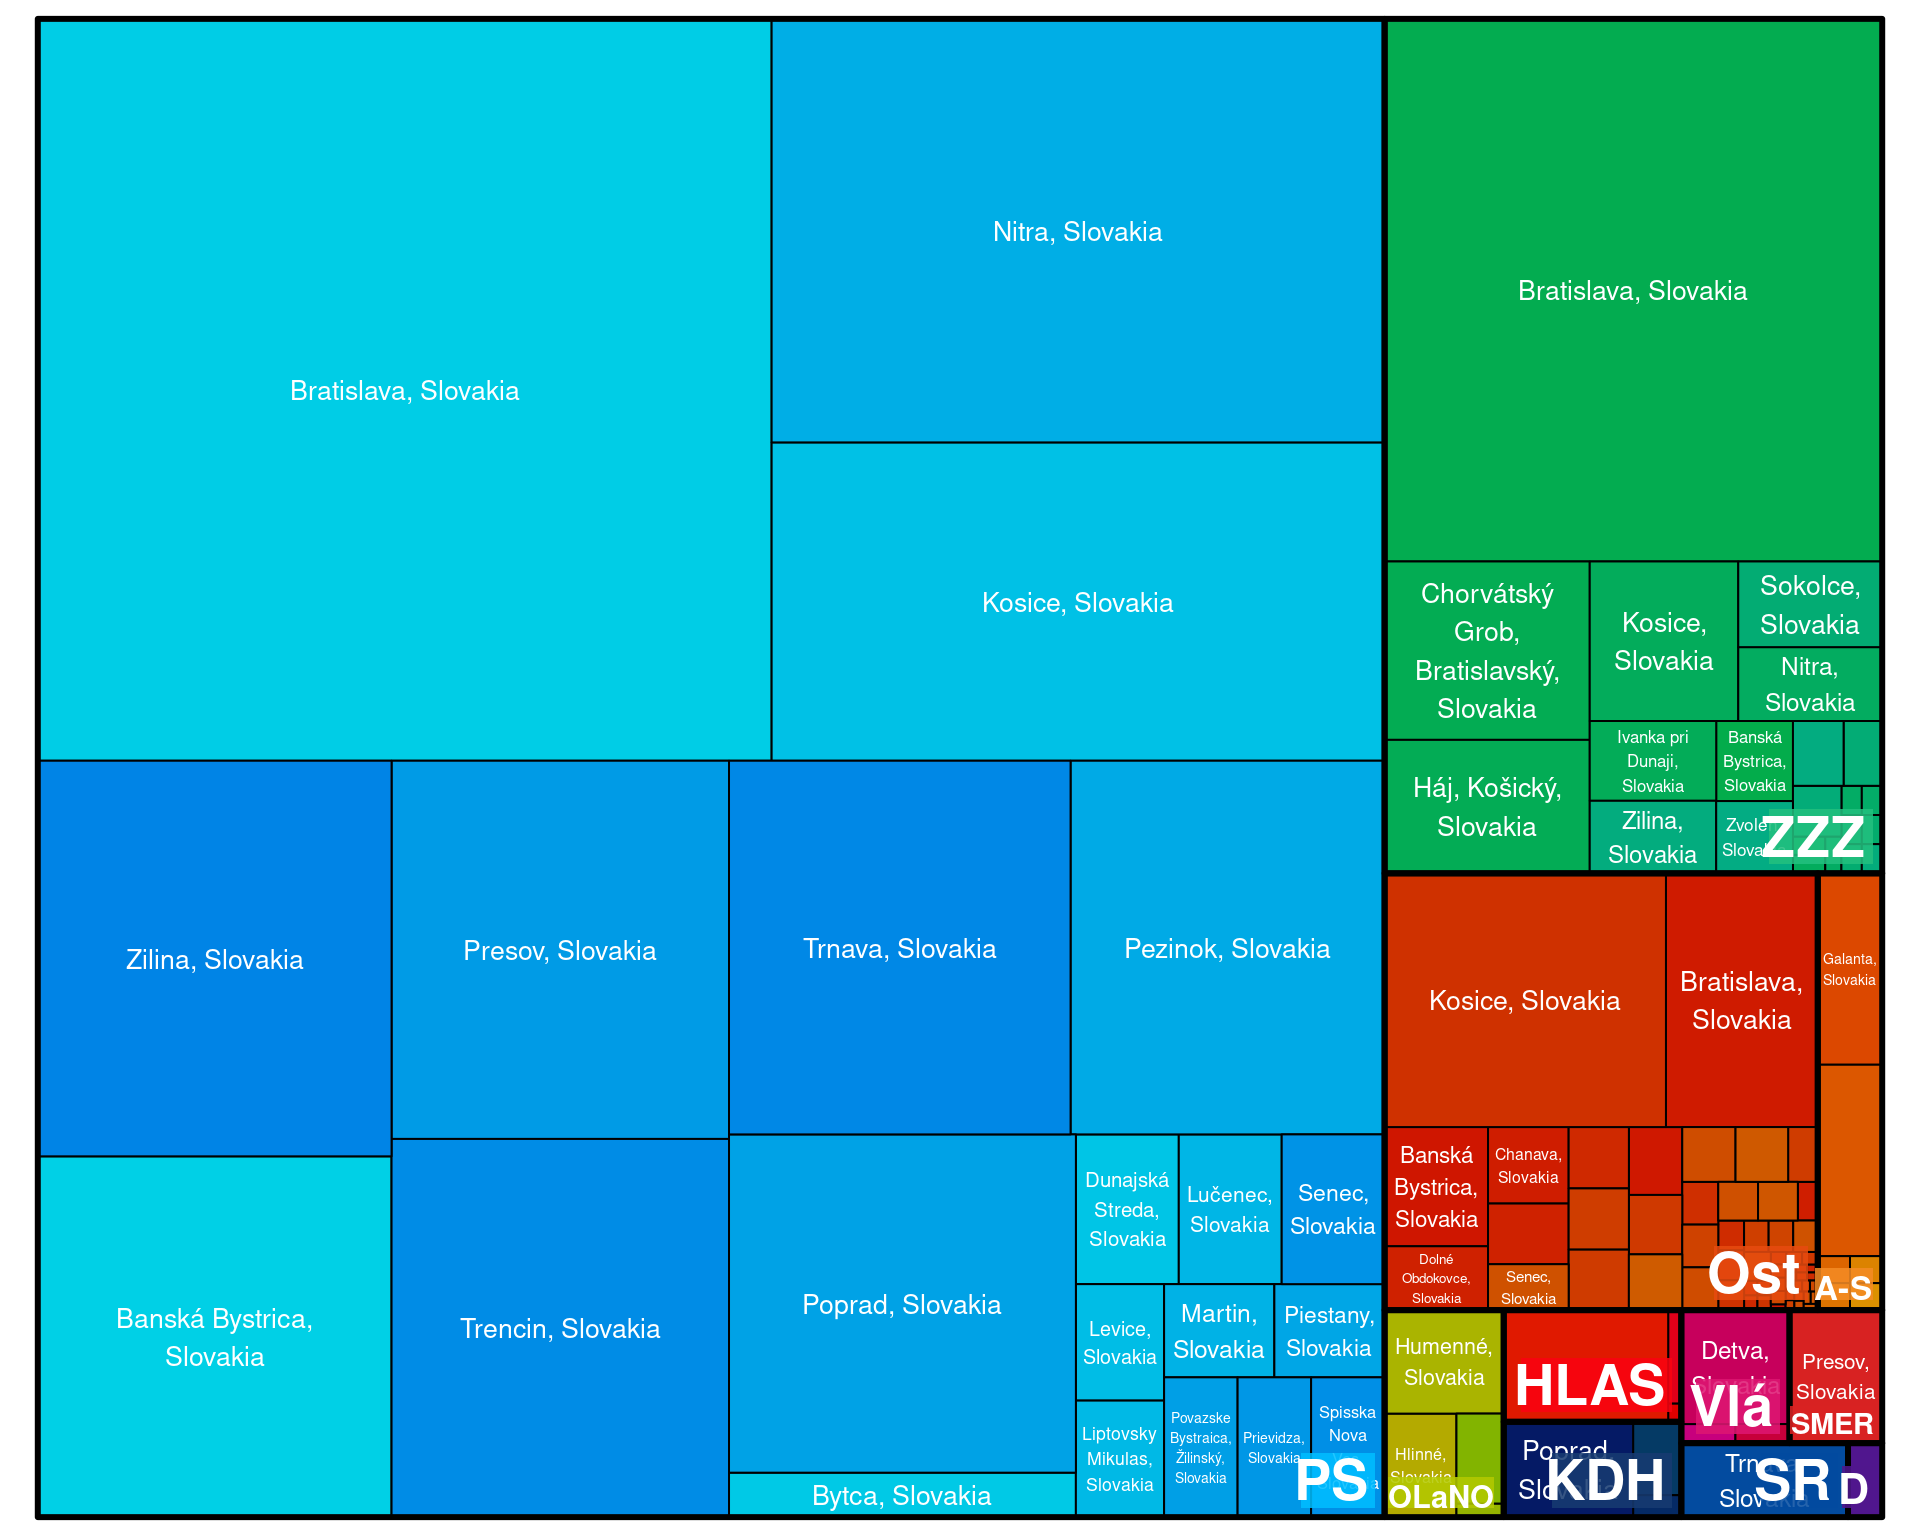 Bratislava, Slovakia
Nitra, Slovakia
Kosice, Slovakia
Zilina, Slovakia
Presov, Slovakia
Trnava, Slovakia
Pezinok, Slovakia
Banská Bystrica,
Slovakia
Trencin, Slovakia
Poprad, Slovakia
Bytca, Slovakia
Dunajská
Streda,
Slovakia
Lučenec,
Slovakia
Senec,
Slovakia
Levice,
Slovakia
Martin,
Slovakia
Piestany,
Slovakia
Liptovsky
Mikulas,
Slovakia
Povazske
Bystraica,
Žilinský,
Slovakia
Prievidza,
Slovakia
Spisska
Nova
PS
Bratislava, Slovakia
Chorvátský
Grob,
Bratislavský,
Slovakia
Kosice,
Slovakia
Sokolce,
Slovakia
Nitra,
Slovakia
Háj, Košický,
Slovakia
Ivanka pri
Dunaji,
Slovakia
Banská
Bystrica,
Slovakia
Zilina,
Slovakia
ZZZ
Kosice, Slovakia
Bratislava,
Slovakia
Banská
Bystrica,
Slovakia
Chanava,
Slovakia
Dolné
Obdokovce,
Slovakia
Senec,
Slovakia
Ost
Galanta,
Slovakia
A-S
Humenné,
Slovakia
Hlinné,
Slovakia
OLaNO
HLAS
Poprad
KDH
Detva,
Slovakia
Vlá
Presov,
Slovakia
SMER
SR
D